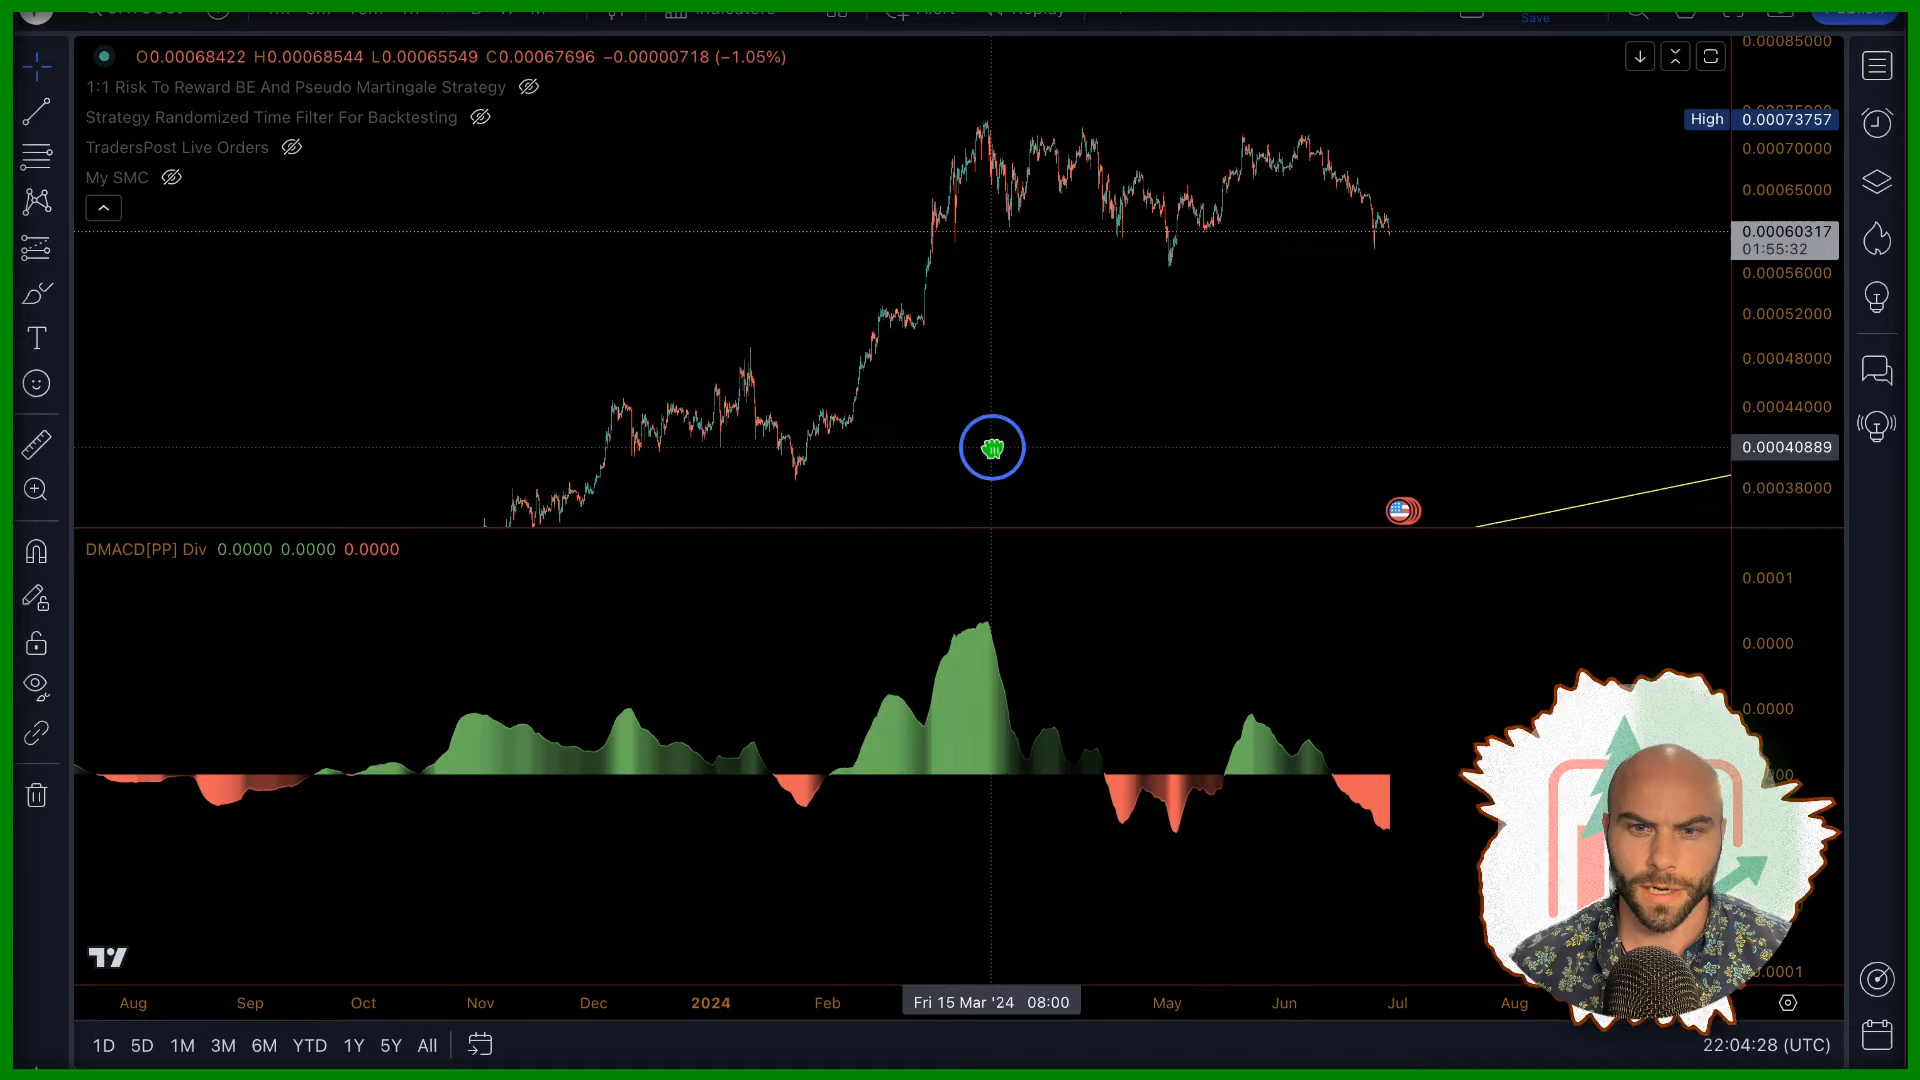 Save
O0.00068422 H0.00068544 L0.00065549 C0.00067696 −0.00000718 (−1.05%)
1:1 Risk To Reward BE And Pseudo Martingale Strategy
Strategy Randomized Time Filter For Backtesting
TradersPost Live Orders
My SMC
0.00085000
High 0.00073757
0.00070000
0.00065000
0.00060317
01:55:32
0.00056000
0.00052000
0.00048000
0.00044000
0.00040889
0.00038000
DMACD[PP] Div 0.0000 0.0000 0.0000
0.0001
0.0000
0.0000
Aug Sep Oct Nov Dec 2024 Feb Fri 15 Mar '24 08:00 May Jun Jul Aug
1D 5D 1M 3M 6M YTD 1Y 5Y All
22:04:28 (UTC)